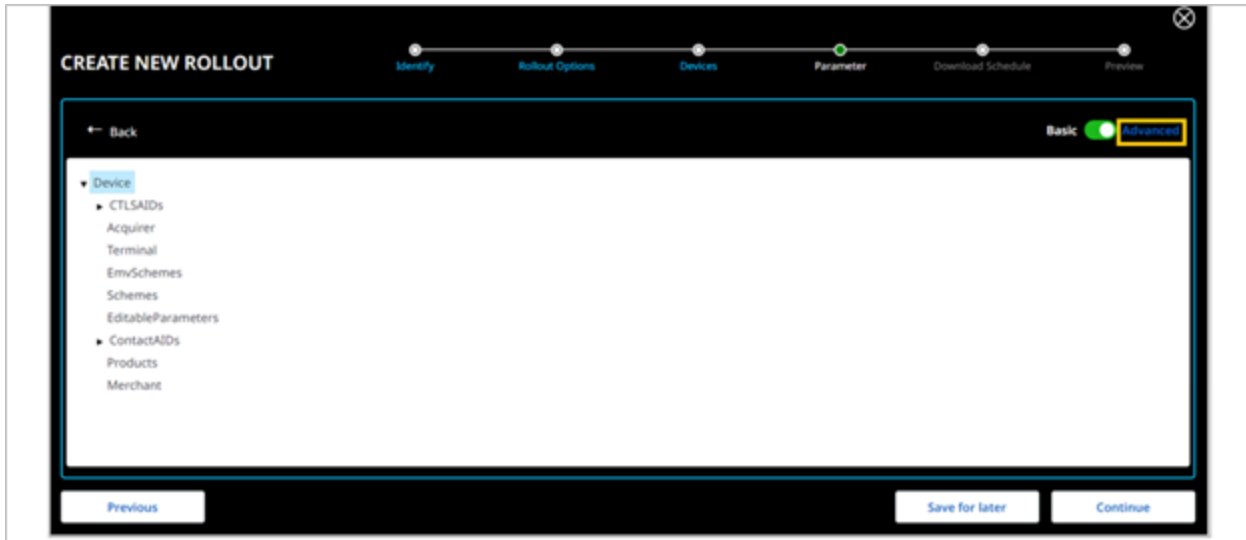 CREATE NEW ROLLOUT
Identify Rollout Options Devices Parameter Download Schedule Preview
← Back
Basic Advanced
Device
CTLSAIDs
Acquirer
Terminal
EmvSchemes
Schemes
EditableParameters
ContactAIDs
Products
Merchant
Previous Save for later Continue